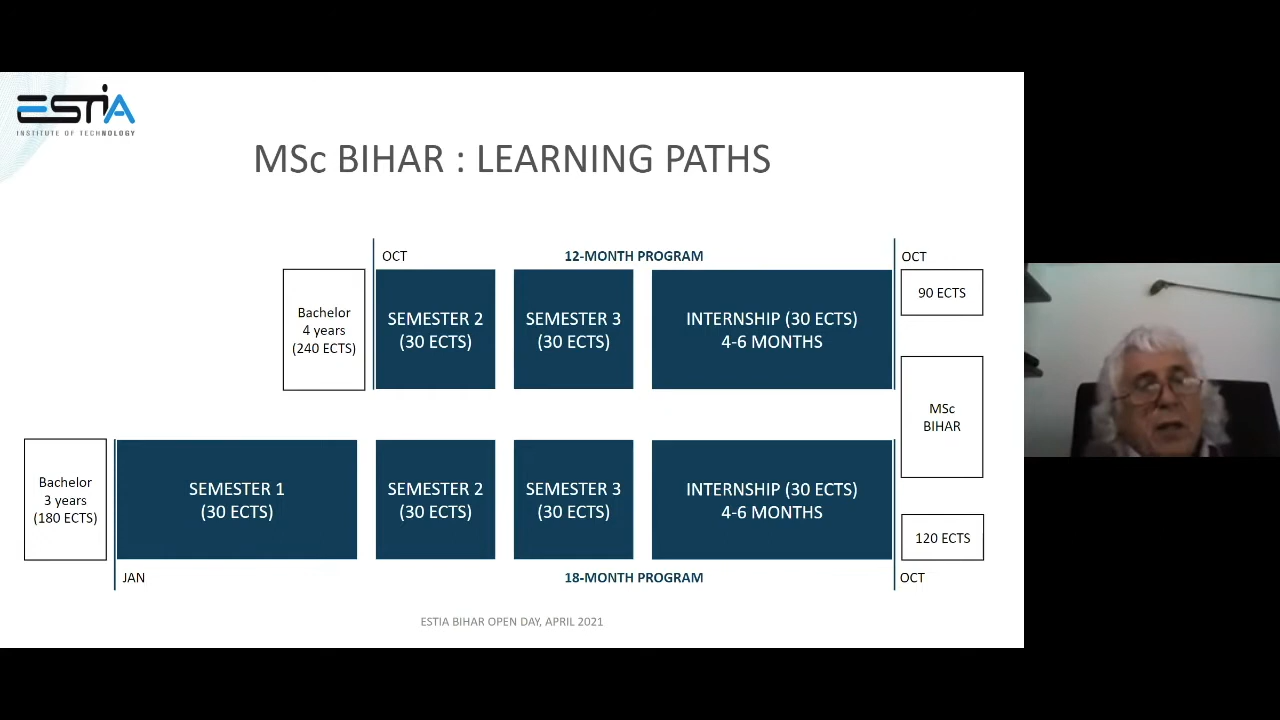 ESTIA
INSTITUTE OF TECHNOLOGY
MSc BIHAR : LEARNING PATHS
OCT
12-MONTH PROGRAM
OCT
Bachelor
4 years
(240 ECTS)
SEMESTER 2
(30 ECTS)
SEMESTER 3
(30 ECTS)
INTERNSHIP (30 ECTS)
4-6 MONTHS
90 ECTS
MSc
BIHAR
Bachelor
3 years
(180 ECTS)
SEMESTER 1
(30 ECTS)
SEMESTER 2
(30 ECTS)
SEMESTER 3
(30 ECTS)
INTERNSHIP (30 ECTS)
4-6 MONTHS
120 ECTS
JAN
18-MONTH PROGRAM
OCT
ESTIA BIHAR OPEN DAY, APRIL 2021